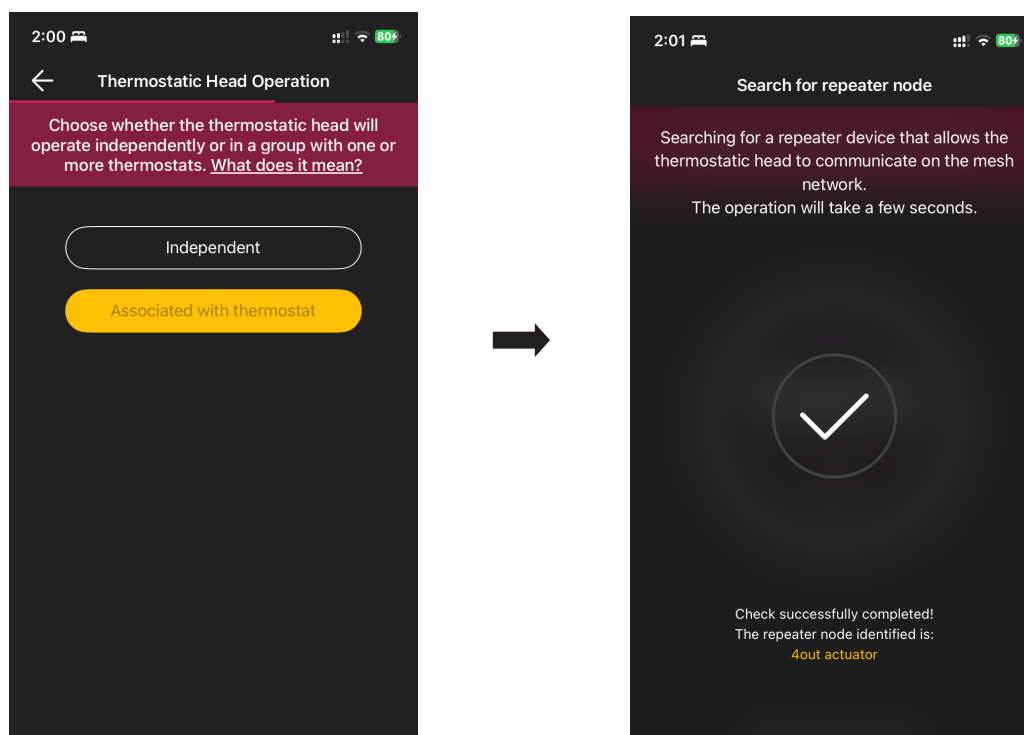 2:00
80
Thermostatic Head Operation
Choose whether the thermostatic head will
operate independently or in a group with one or
more thermostats. What does it mean?
Independent
Associated with thermostat
2:01
80
Search for repeater node
Searching for a repeater device that allows the
thermostatic head to communicate on the mesh
network.
The operation will take a few seconds.
Check successfully completed!
The repeater node identified is:
4out actuator